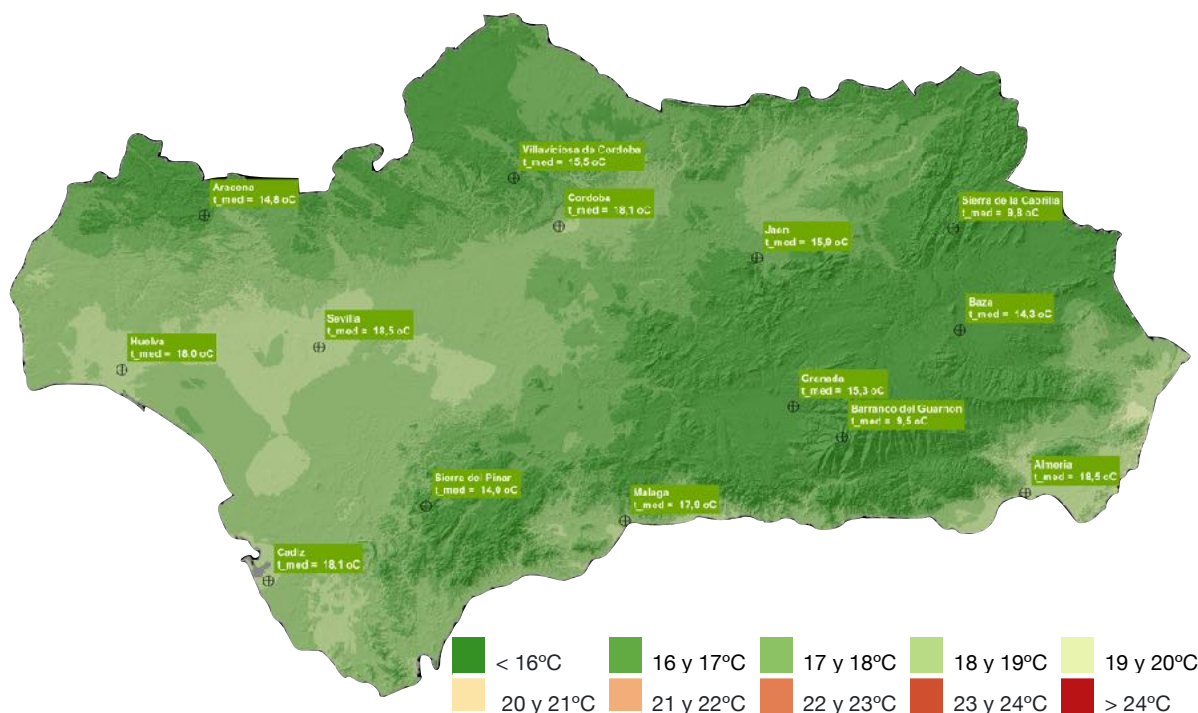 Villaviciosa de Cordoba
t_med = 15,5 oC
Aracena
t_med = 14,8 oC
Cordoba
t_med = 18,1 oC
Sierra de la Cabrilla
t_med = 9,8 oC
Jaen
t_med = 15,9 oC
Baza
t_med = 14,3 oC
Sevilla
t_med = 18,5 oC
Huelva
t_med = 18,0 oC
Granada
t_med = 15,3 oC
Barranco del Guarnon
t_med = 9,5 oC
Almeria
t_med = 18,5 oC
Sierra del Pinar
t_med = 14,9 oC
Malaga
t_med = 17,9 oC
Cadiz
t_med = 18,1 oC
< 16ºC 16 y 17ºC 17 y 18ºC 18 y 19ºC 19 y 20ºC
20 y 21ºC 21 y 22ºC 22 y 23ºC 23 y 24ºC > 24ºC